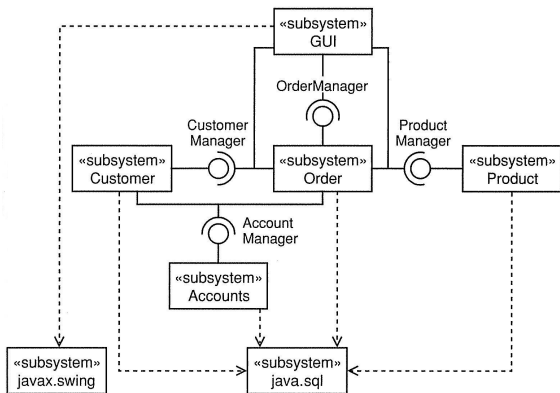 «subsystem»
GUI
OrderManager
Customer
Manager
Product
Manager
«subsystem»
Customer
«subsystem»
Order
«subsystem»
Product
Account
Manager
«subsystem»
Accounts
«subsystem»
javax.swing
«subsystem»
java.sql